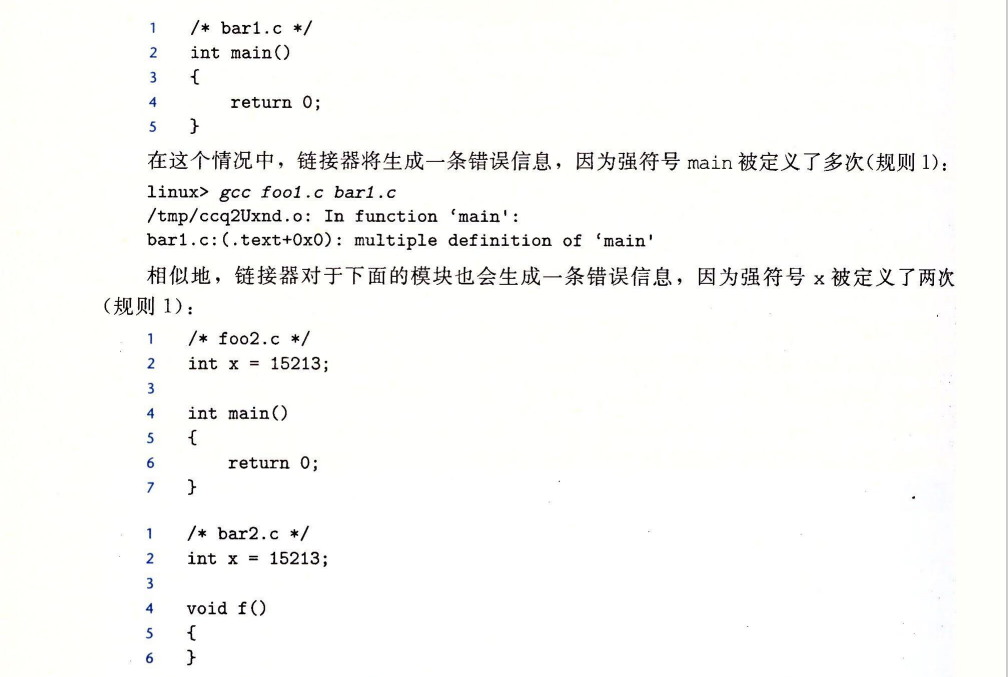 1 /* bar1.c */
2 int main()
3 {
4     return 0;
5 }
在这个情况中，链接器将生成一条错误信息，因为强符号 main 被定义了多次(规则 1)：
linux> gcc foo1.c bar1.c
/tmp/ccq2Uxnd.o: In function ‘main':
bar1.c:(.text+0x0): multiple definition of ‘main'
相似地，链接器对于下面的模块也会生成一条错误信息，因为强符号 x 被定义了两次
(规则 1)：
1 /* foo2.c */
2 int x = 15213;
3
4 int main()
5 {
6     return 0;
7 }
1 /* bar2.c */
2 int x = 15213;
3
4 void f()
5 {
6 }